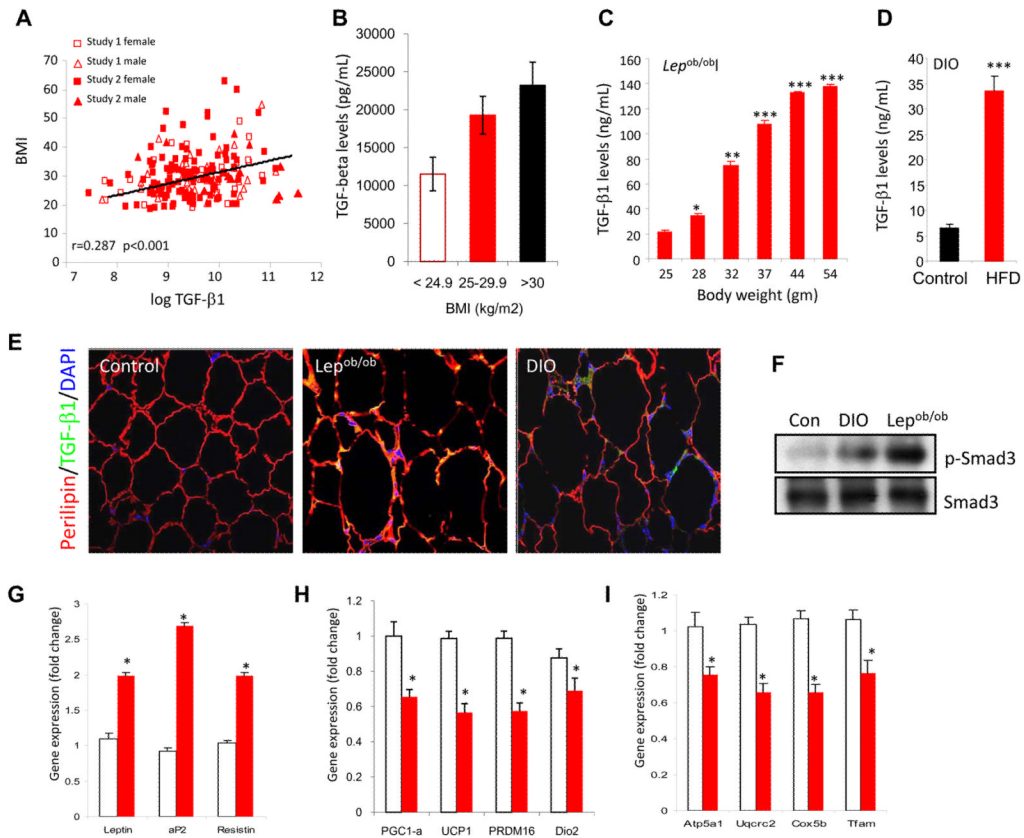 A
Study 1 female
Study 1 male
Study 2 female
Study 2 male
BMI
70
60
50
40
30
20
10
0
r=0.287 p<0.001
7 8 9 10 11 12
log TGF-β1
B
TGF-beta levels (pg/mL)
30000
25000
20000
15000
10000
5000
0
< 24.9 25-29.9 >30
BMI (kg/m2)
C
Lep^ob/ob|
TGF-β1 levels (ng/mL)
160
140
120
100
80
60
40
20
0
* ** *** *** ***
25 28 32 37 44 54
Body weight (gm)
D
DIO
***
TGF-β1 levels (ng/mL)
40
35
30
25
20
15
10
5
0
Control HFD
E
Perilipin/TGF-β1/DAPI
Control
Lep^ob/ob
DIO
F
Con DIO Lep^ob/ob
p-Smad3
Smad3
G
Gene expression (fold change)
3
2.5
2
1.5
1
0.5
0
* * *
Leptin aP2 Resistin
H
Gene expression (fold change)
1.2
1
0.8
0.6
0.4
0.2
0
* * * *
PGC1-a UCP1 PRDM16 Dio2
I
Gene expression (fold change)
1.2
1
0.8
0.6
0.4
0.2
0
* * * *
Atp5a1 Uqcrc2 Cox5b Tfam